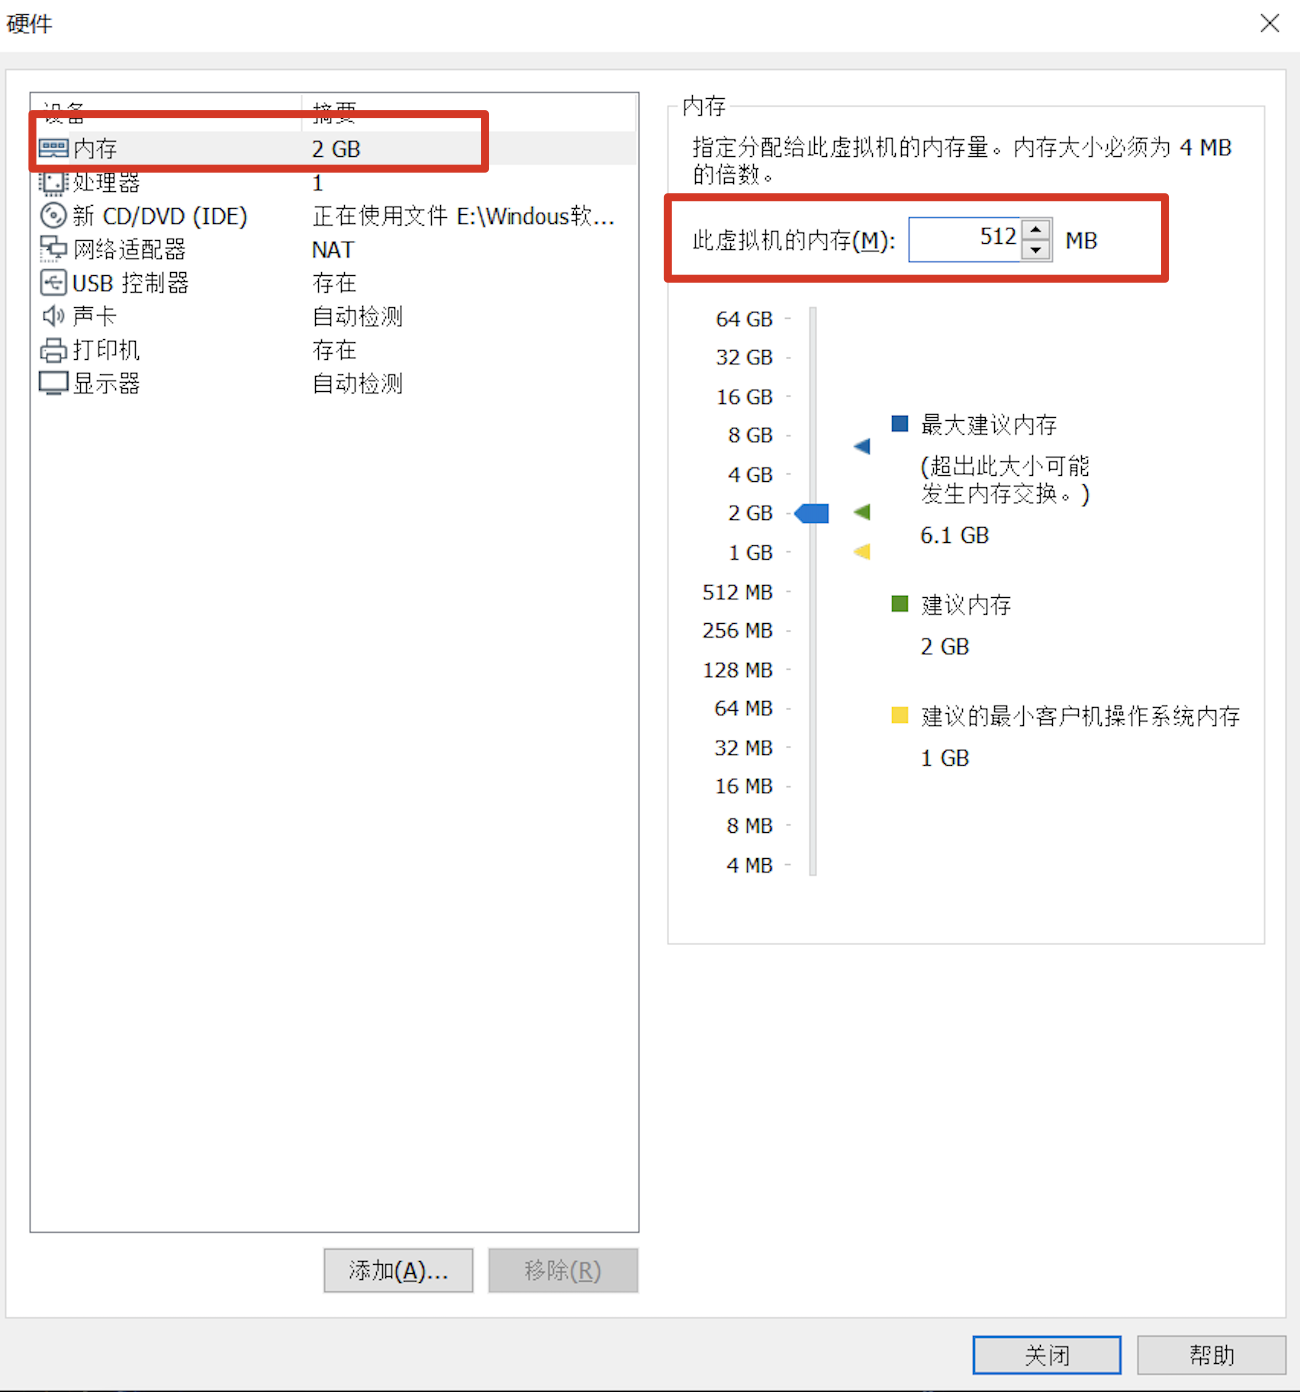 硬件
设备 摘要
内存 2 GB
处理器 1
新 CD/DVD (IDE) 正在使用文件 E:\Windous软...
网络适配器 NAT
USB 控制器 存在
声卡 自动检测
打印机 存在
显示器 自动检测
添加(A)...
移除(R)
内存
指定分配给此虚拟机的内存量。内存大小必须为 4 MB
的倍数。
此虚拟机的内存(M): 512 MB
64 GB
32 GB
16 GB
8 GB
4 GB
2 GB
1 GB
512 MB
256 MB
128 MB
64 MB
32 MB
16 MB
8 MB
4 MB
最大建议内存
(超出此大小可能
发生内存交换。)
6.1 GB
建议内存
2 GB
建议的最小客户机操作系统内存
1 GB
关闭
帮助